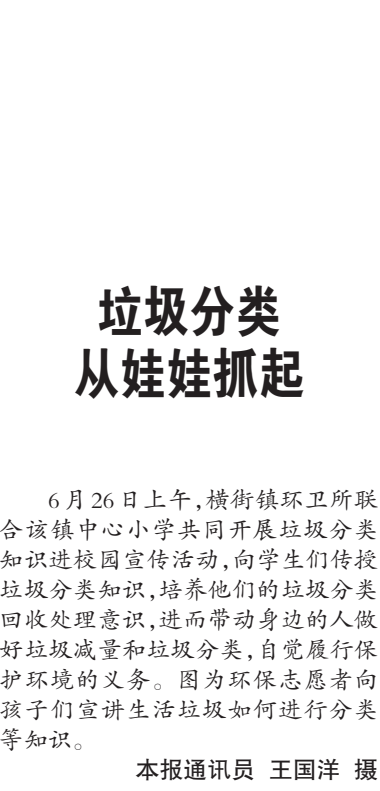 垃圾分类
从娃娃抓起
6月26日上午,横街镇环卫所联
合该镇中心小学共同开展垃圾分类
知识进校园宣传活动,向学生们传授
垃圾分类知识,培养他们的垃圾分类
回收处理意识,进而带动身边的人做
好垃圾减量和垃圾分类,自觉履行保
护环境的义务。图为环保志愿者向
孩子们宣讲生活垃圾如何进行分类
等知识。
本报通讯员 王国洋 摄